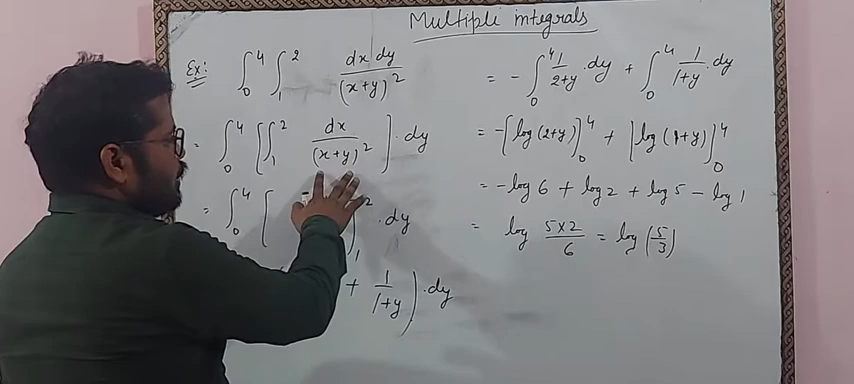 Multiple integrals
Ex: ∫₀⁴ ∫₁² dx dy / (x+y)²
= ∫₀⁴ [∫₁² dx / (x+y)²] · dy
= ∫₀⁴ [ ]₁² · dy
+ 1/(1+y) ) · dy
= - ∫₀⁴ 1/(2+y) · dy + ∫₀⁴ 1/(1+y) · dy
= -[log (2+y)]₀⁴ + [log (1+y)]₀⁴
= -log 6 + log 2 + log 5 - log 1
= log (5×2)/6 = log (5/3)